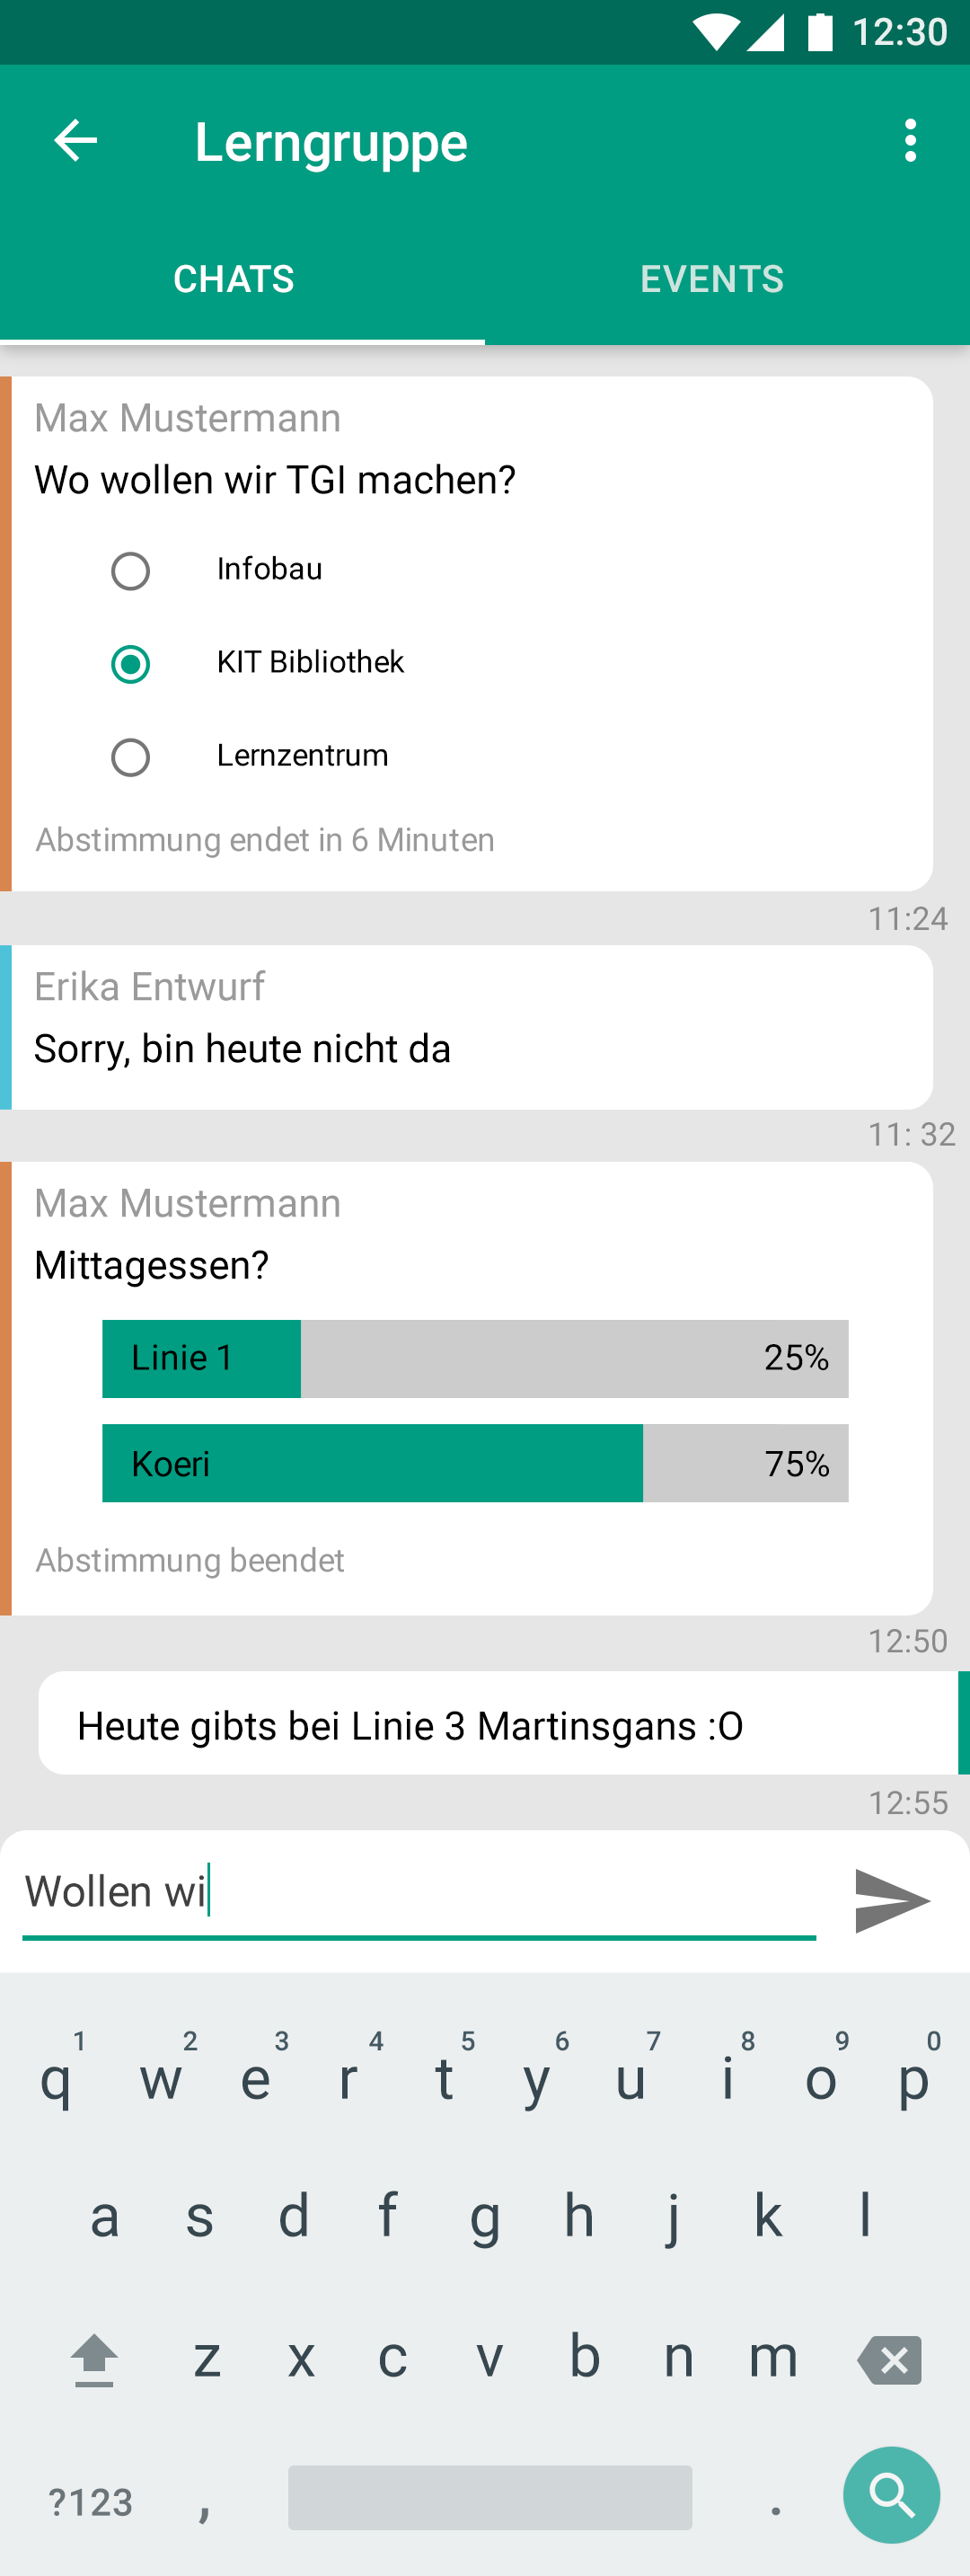 12:30
Lerngruppe
CHATS EVENTS
Max Mustermann
Wo wollen wir TGI machen?
Infobau
KIT Bibliothek
Lernzentrum
Abstimmung endet in 6 Minuten
11:24
Erika Entwurf
Sorry, bin heute nicht da
11: 32
Max Mustermann
Mittagessen?
Linie 1 25%
Koeri 75%
Abstimmung beendet
12:50
Heute gibts bei Linie 3 Martinsgans :O
12:55
Wollen wi
1 2 3 4 5 6 7 8 9 0
q w e r t y u i o p
a s d f g h j k l
z x c v b n m
?123 , .